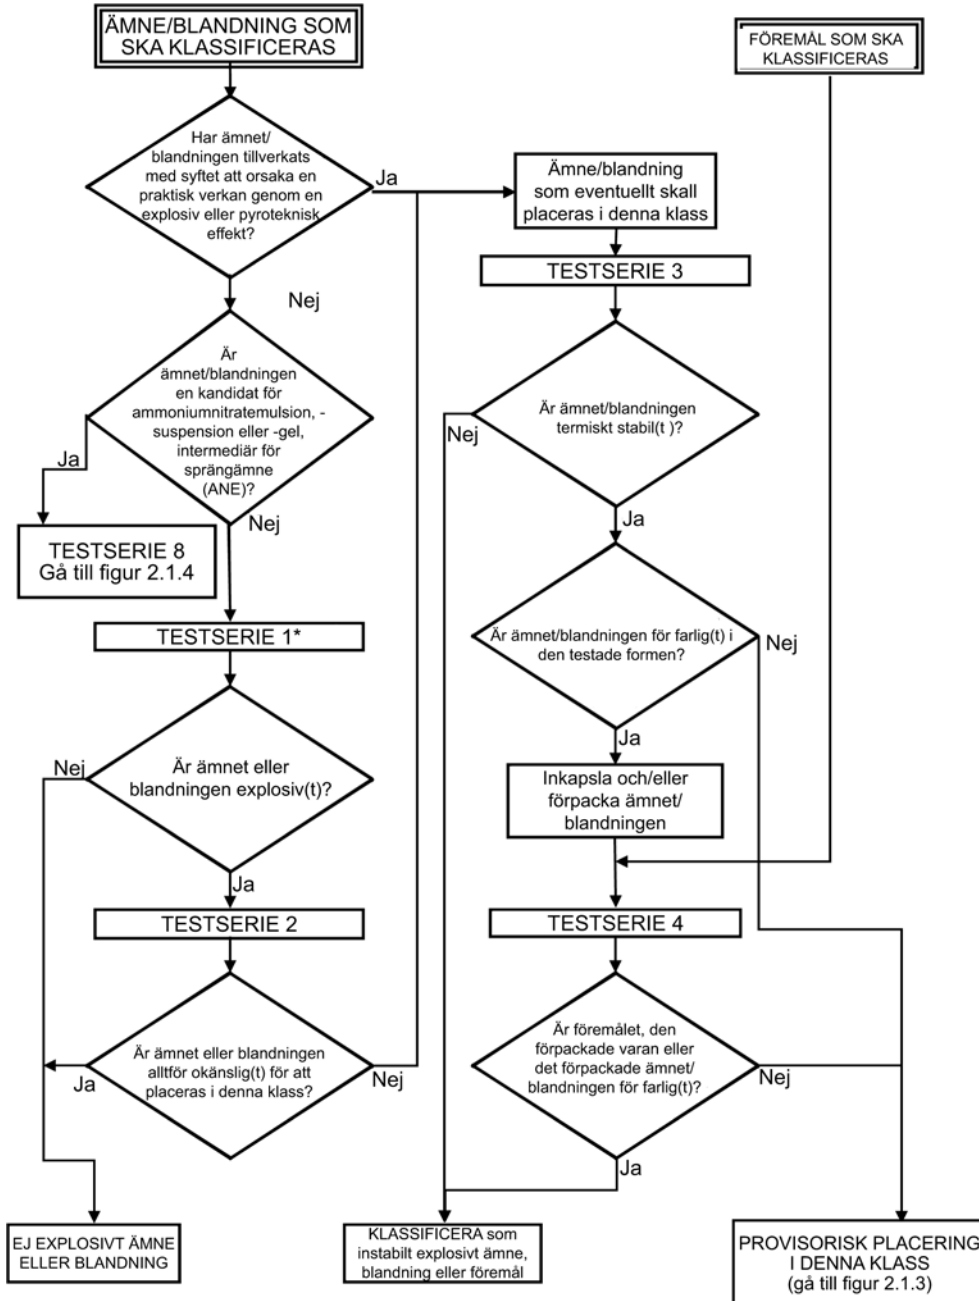 ÄMNE/BLANDNING SOM
SKA KLASSIFICERAS
FÖREMÅL SOM SKA
KLASSIFICERAS
Har ämnet/
blandningen tillverkats
med syftet att orsaka en
praktisk verkan genom en
explosiv eller pyroteknisk
effekt?
Ja
Nej
Ämne/blandning
som eventuellt skall
placeras i denna klass
TESTSERIE 3
Är
ämnet/blandningen
en kandidat för
ammoniumnitratemulsion, -
suspension eller -gel,
intermediär för
sprängämne
(ANE)?
Ja
Nej
Är ämnet/blandningen
termiskt stabil(t )?
Nej
Ja
TESTSERIE 8
Gå till figur 2.1.4
TESTSERIE 1*
Är ämnet/blandningen för farlig(t) i
den testade formen?
Nej
Ja
Är ämnet eller
blandningen explosiv(t)?
Nej
Ja
Inkapsla och/eller
förpacka ämnet/
blandningen
TESTSERIE 2
TESTSERIE 4
Är ämnet eller blandningen
alltför okänslig(t) för att
placeras i denna klass?
Ja
Nej
Är föremålet, den
förpackade varan eller
det förpackade ämnet/
blandningen för farlig(t)?
Nej
Ja
EJ EXPLOSIVT ÄMNE
ELLER BLANDNING
KLASSIFICERA som
instabilt explosivt ämne,
blandning eller föremål
PROVISORISK PLACERING
I DENNA KLASS
(gå till figur 2.1.3)